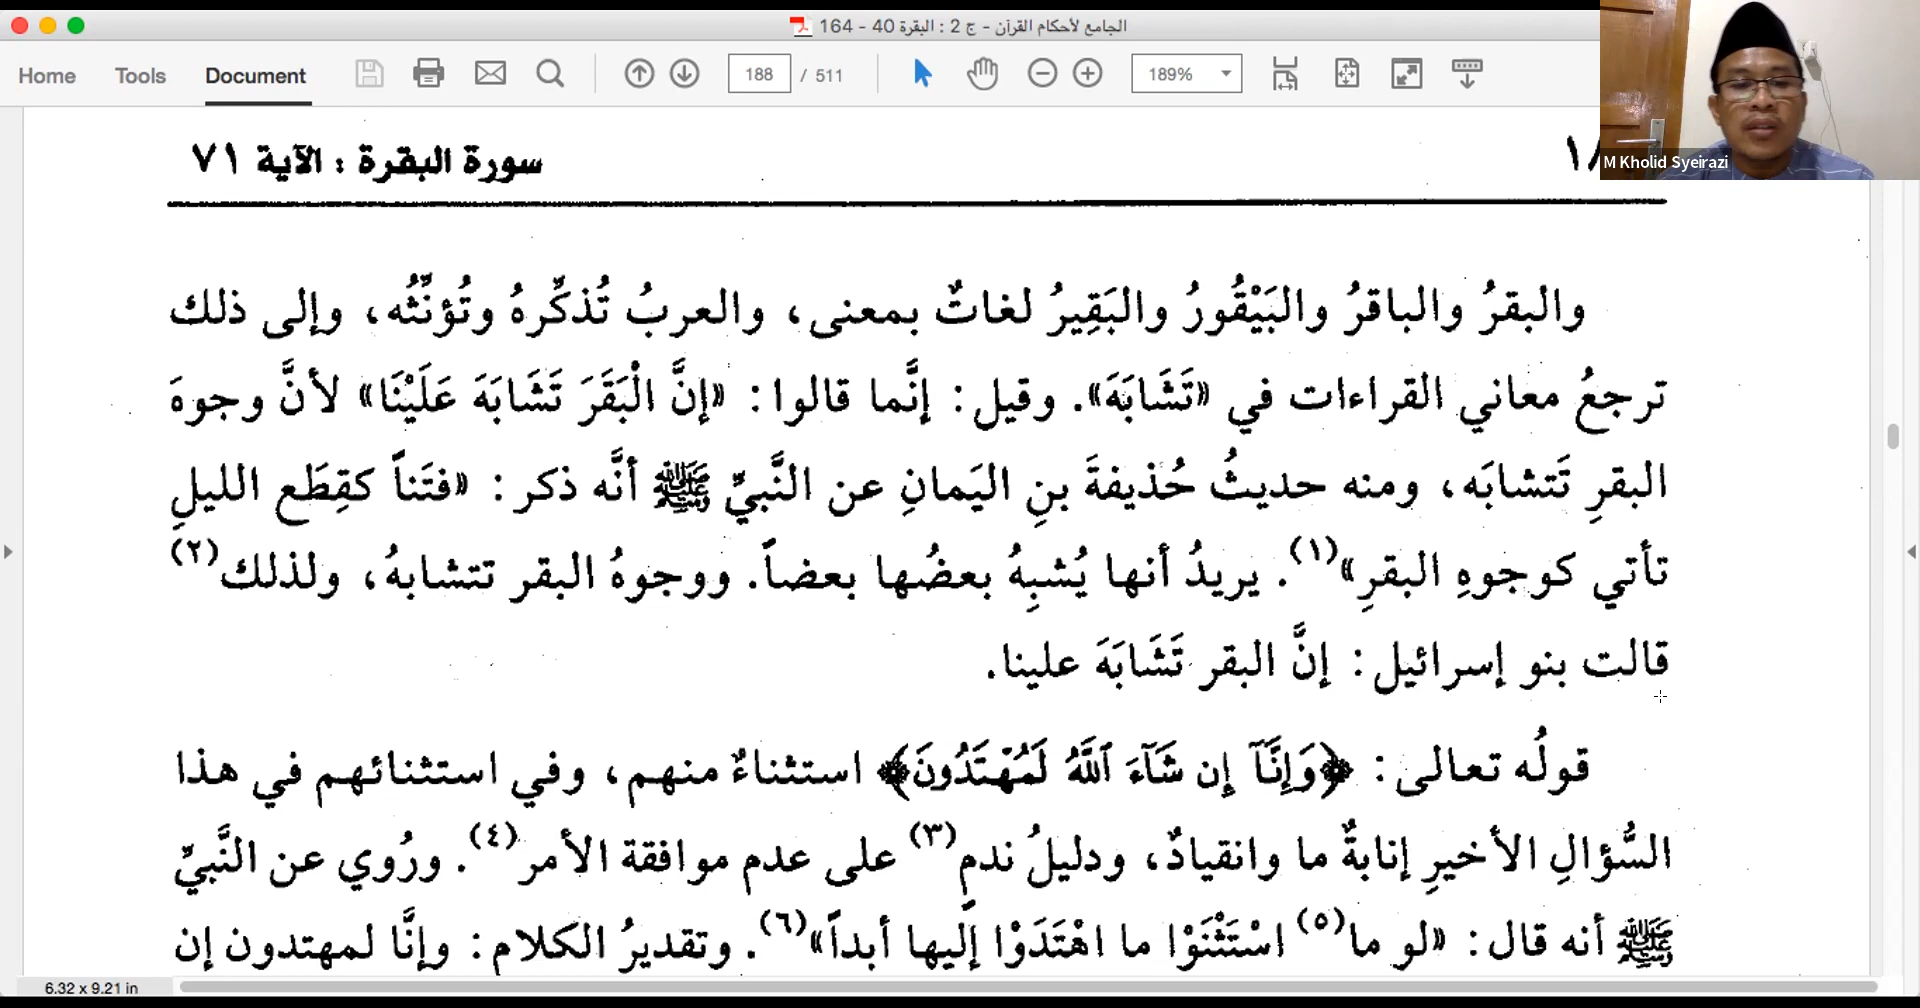 الجامع لأحكام القرآن - ج 2 : البقرة 40 - 164
Home Tools Document 188 / 511 189%
M Kholid Syeirazi
سورة البقرة : الآية ٧١
والبقرُ والباقرُ والبَيْقُورُ والبَقِيرُ لغاتٌ بمعنى، والعربُ تُذكِّرهُ وتُؤنِّثُه، وإلى ذلك
ترجعُ معاني القراءات في «تَشَابَهَ». وقيل: إنَّما قالوا: «إنَّ الْبَقَرَ تَشَابَهَ عَلَيْنَا» لأنَّ وجوهَ
البقرِ تَتشابَه، ومنه حديثُ حُذيفةَ بنِ اليَمانِ عن النَّبيِّ ﷺ أنَّه ذكر: «فتَناً كقِطَع الليلِ
تأتي كوجوهِ البقرِ»(١). يريدُ أنها يُشبِهُ بعضُها بعضاً. ووجوهُ البقر تتشابهُ، ولذلك(٢)
قالت بنو إسرائيل: إنَّ البقر تَشَابَهَ علينا.
قولُه تعالى: ﴿وَإِنَّآ إِن شَآءَ ٱللَّهُ لَمُهْتَدُونَ﴾ استثناءٌ منهم، وفي استثنائهم في هذا
السُّؤالِ الأخيرِ إنابةٌ ما وانقيادٌ، ودليلُ ندمٍ(٣) على عدم موافقة الأمر(٤). ورُوي عن النَّبيِّ
ﷺ أنه قال: «لو ما(٥) اسْتَثْنَوْا ما اهْتَدَوْا إليها أبداً»(٦). وتقديرُ الكلام: وإنَّا لمهتدون إن
6.32 x 9.21 in